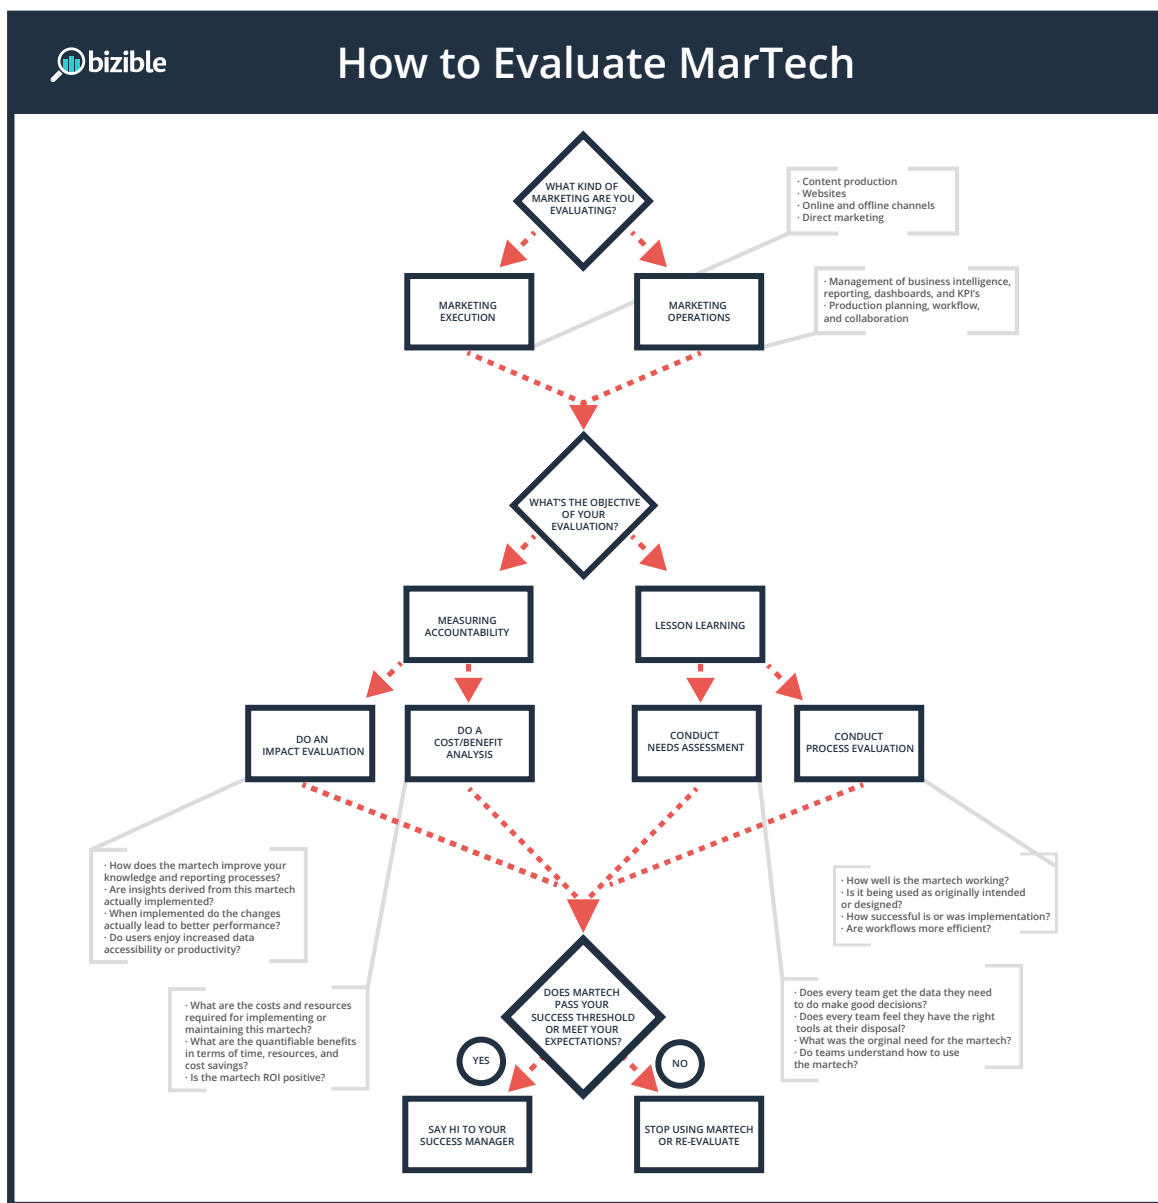 bizible
How to Evaluate MarTech
WHAT KIND OF
MARKETING ARE YOU
EVALUATING?
· Content production
· Websites
· Online and offline channels
· Direct marketing
MARKETING
EXECUTION
MARKETING
OPERATIONS
· Management of business intelligence,
reporting, dashboards, and KPI's
· Production planning, workflow,
and collaboration
WHAT'S THE OBJECTIVE
OF YOUR
EVALUATION?
MEASURING
ACCOUNTABILITY
LESSON LEARNING
DO AN
IMPACT EVALUATION
DO A
COST/BENEFIT
ANALYSIS
CONDUCT
NEEDS ASSESSMENT
CONDUCT
PROCESS EVALUATION
· How does the martech improve your
knowledge and reporting processes?
· Are insights derived from this martech
actually implemented?
· When implemented do the changes
actually lead to better performance?
· Do users enjoy increased data
accessibility or productivity?
· How well is the martech working?
· Is it being used as originally intended
or designed?
· How successful is or was implementation?
· Are workflows more efficient?
· What are the costs and resources
required for implementing or
maintaining this martech?
· What are the quantifiable benefits
in terms of time, resources, and
cost savings?
· Is the martech ROI positive?
· Does every team get the data they need
to do make good decisions?
· Does every team feel they have the right
tools at their disposal?
· What was the orginal need for the martech?
· Do teams understand how to use
the martech?
DOES MARTECH
PASS YOUR
SUCCESS THRESHOLD
OR MEET YOUR
EXPECTATIONS?
YES
NO
SAY HI TO YOUR
SUCCESS MANAGER
STOP USING MARTECH
OR RE-EVALUATE